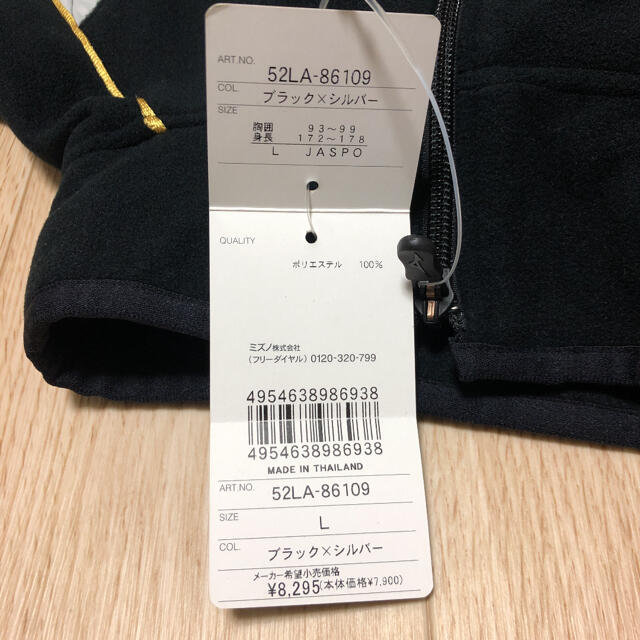 ART.NO. 52LA-86109
COL. ブラック×シルバー
SIZE
胸囲 93~99
身長 172~178
L JASPO
QUALITY
ポリエステル 100%
ミズノ株式会社
(フリーダイヤル) 0120-320-799
4954638986938
4954638986938
MADE IN THAILAND
ART.NO. 52LA-86109
SIZE L
COL. ブラック×シルバー
メーカー希望小売価格
¥8,295(本体価格¥7,900)